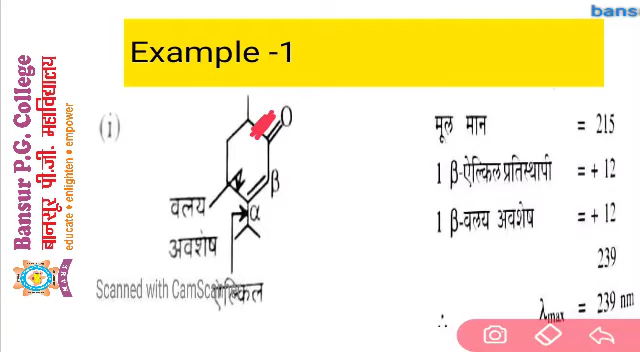 bans
Example -1
Bansur P.G. College
बानसूर पी.जी. महाविद्यालय
educate • enlighten • empower
(i)
O
β
α
वलय
अवशेष
ऐल्किल
Scanned with CamScan
मूल मान = 215
1 β-ऐल्किल प्रतिस्थापी = + 12
1 β-वलय अवशेष = + 12
239
∴ λmax = 239 nm